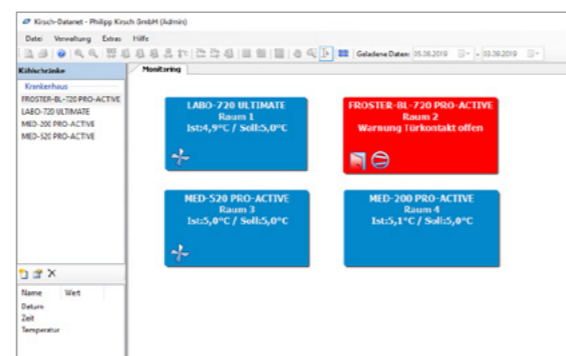 Kirsch-Datanet - Philipp Kirsch GmbH (Admin)
Datei Verwaltung Extras Hilfe
Geladene Daten: 05.06.2019 - 03.09.2019
Kühlschränke
Monitoring
Krankenhaus
FROSTER-BL-720 PRO-ACTIVE
LABO-720 ULTIMATE
MED-200 PRO-ACTIVE
MED-520 PRO-ACTIVE
LABO-720 ULTIMATE
Raum 1
Ist:4,9°C / Soll:5,0°C
FROSTER-BL-720 PRO-ACTIVE
Raum 2
Warnung Türkontakt offen
MED-520 PRO-ACTIVE
Raum 3
Ist:5,0°C / Soll:5,0°C
MED-200 PRO-ACTIVE
Raum 4
Ist:5,1°C / Soll:5,0°C
Name Wert
Datum
Zeit
Temperatur